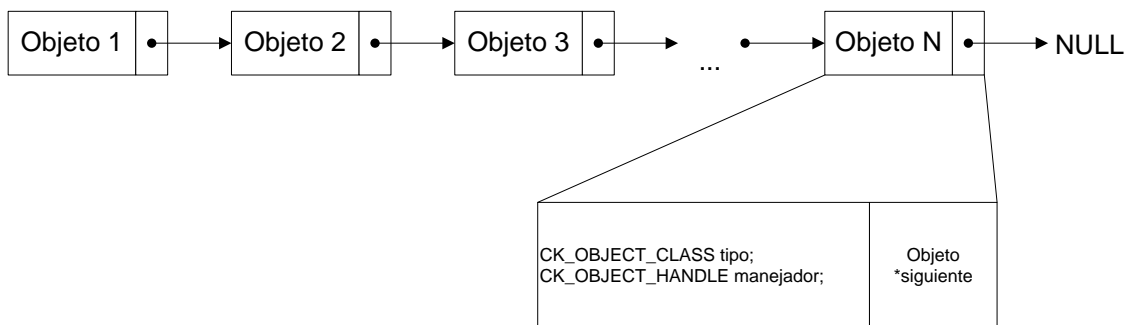 Objeto 1
Objeto 2
Objeto 3
...
Objeto N
NULL
CK_OBJECT_CLASS tipo;
CK_OBJECT_HANDLE manejador;
Objeto
*siguiente